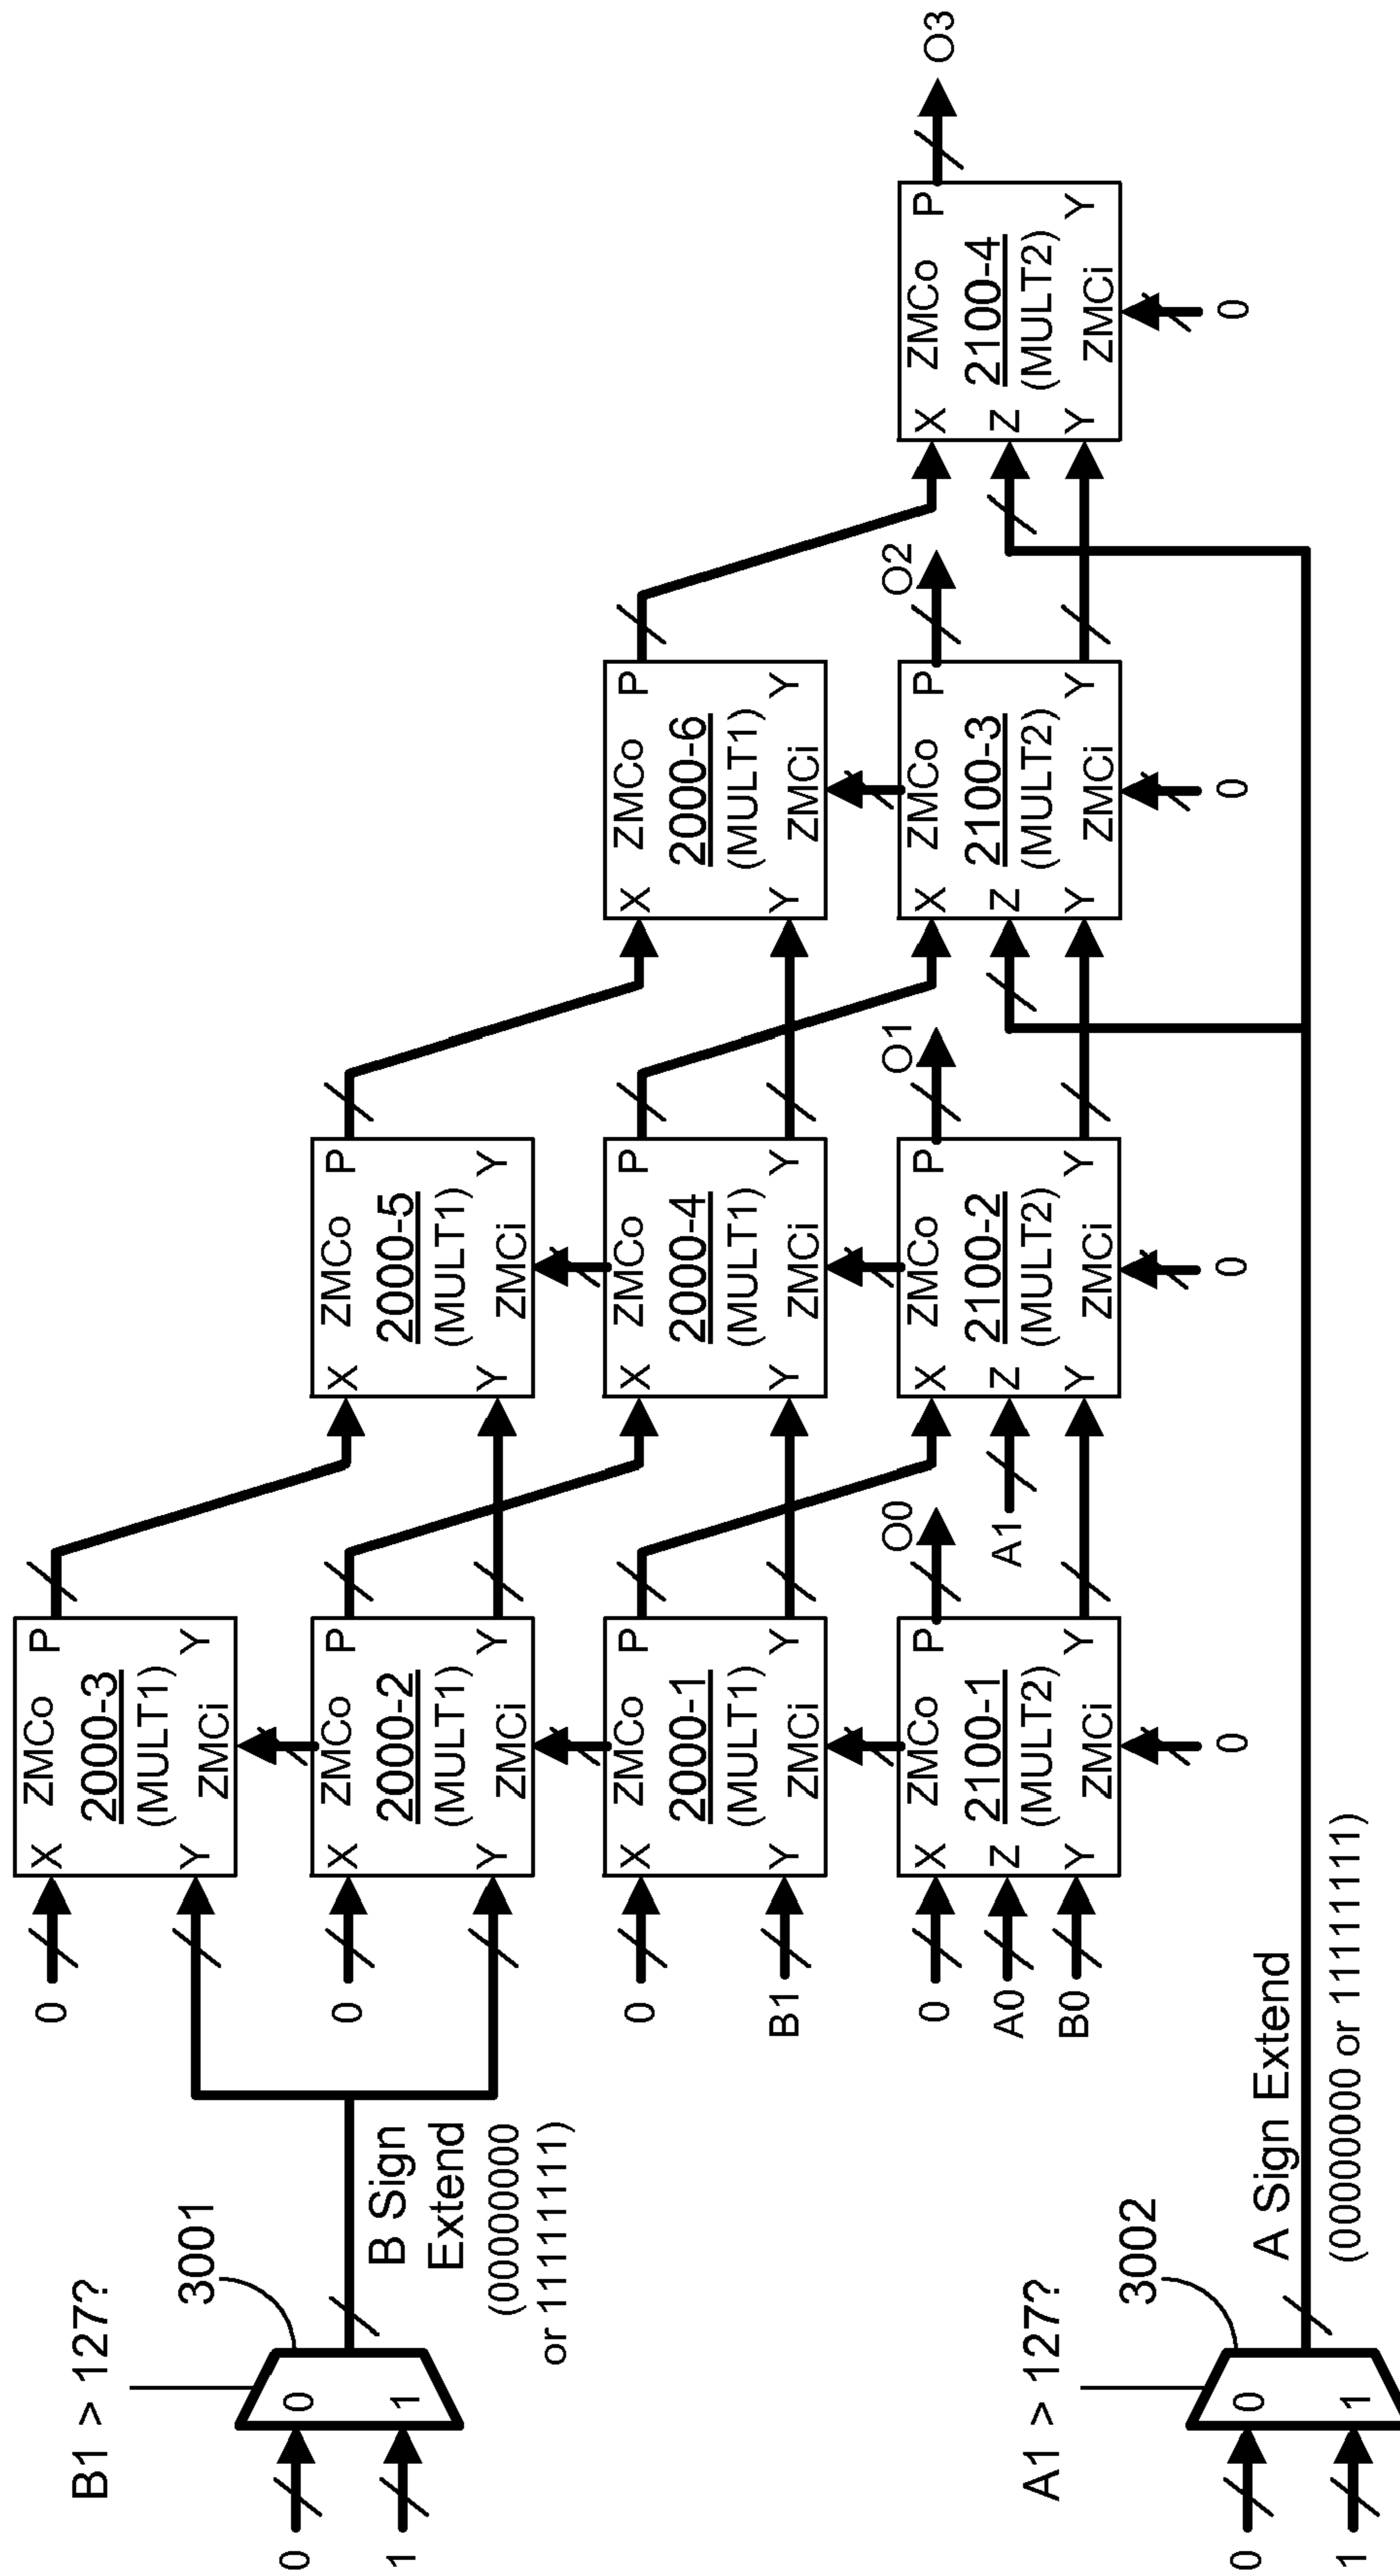 B1 > 127?
3001
0
1
0
1
B Sign
Extend
(00000000
or 11111111)
A1 > 127?
3002
0
1
0
1
A Sign Extend
(00000000 or 11111111)
0
X ZMCo P
2000-3
(MULT1)
Y ZMCi Y
0
X ZMCo P
2000-2
(MULT1)
Y ZMCi Y
0
B1
X ZMCo P
2000-1
(MULT1)
Y ZMCi Y
0
A0
B0
X ZMCo P
Z 2100-1
(MULT2)
Y ZMCi Y
0
O0
X ZMCo P
2000-5
(MULT1)
Y ZMCi Y
X ZMCo P
2000-4
(MULT1)
Y ZMCi Y
A1
X ZMCo P
Z 2100-2
(MULT2)
Y ZMCi Y
0
O1
X ZMCo P
2000-6
(MULT1)
Y ZMCi Y
X ZMCo P
Z 2100-3
(MULT2)
Y ZMCi Y
0
O2
X ZMCo P
Z 2100-4
(MULT2)
Y ZMCi Y
0
O3